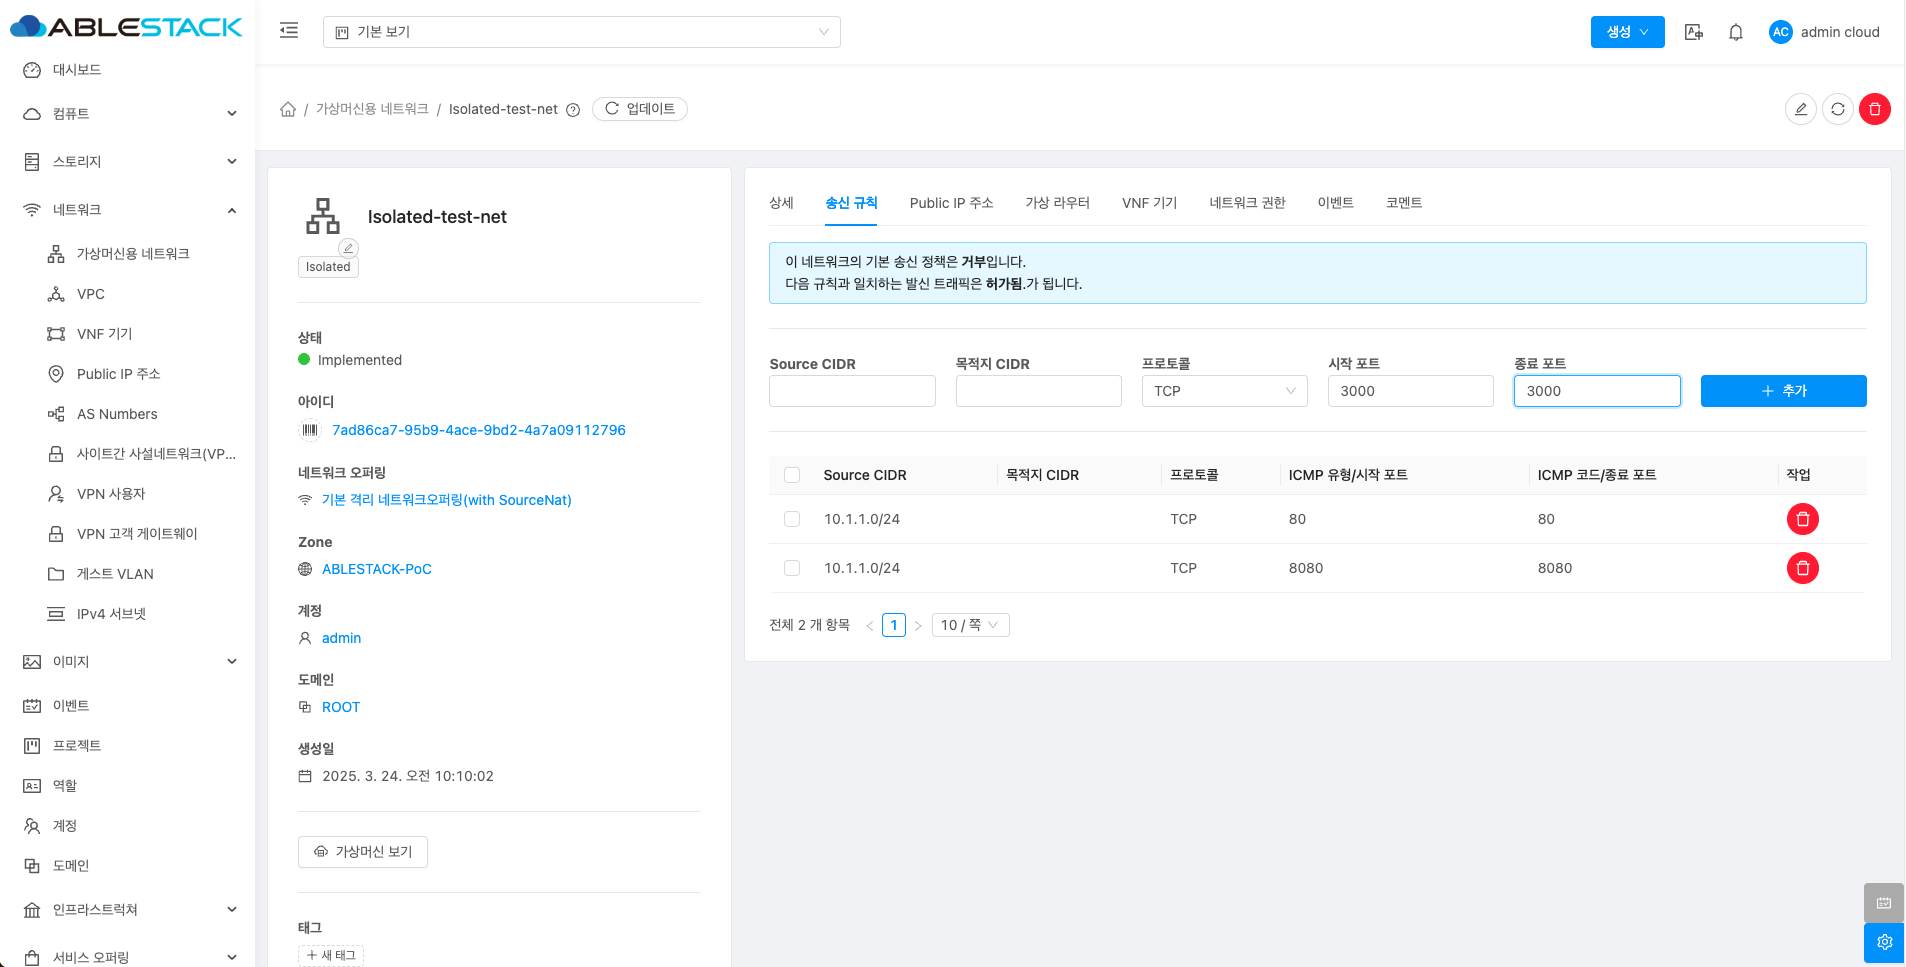 ABLESTACK
기본 보기
생성
AC
admin cloud
대시보드
컴퓨트
스토리지
네트워크
가상머신용 네트워크
VPC
VNF 기기
Public IP 주소
AS Numbers
사이트간 사설네트워크(VP...
VPN 사용자
VPN 고객 게이트웨이
게스트 VLAN
IPv4 서브넷
이미지
이벤트
프로젝트
역할
계정
도메인
인프라스트럭쳐
서비스 오퍼링
/ 가상머신용 네트워크 / Isolated-test-net
업데이트
Isolated-test-net
Isolated
상태
Implemented
아이디
7ad86ca7-95b9-4ace-9bd2-4a7a09112796
네트워크 오퍼링
기본 격리 네트워크오퍼링(with SourceNat)
Zone
ABLESTACK-PoC
계정
admin
도메인
ROOT
생성일
2025. 3. 24. 오전 10:10:02
가상머신 보기
태그
+ 새 태그
상세 송신 규칙 Public IP 주소 가상 라우터 VNF 기기 네트워크 권한 이벤트 코멘트
이 네트워크의 기본 송신 정책은 거부입니다.
다음 규칙과 일치하는 발신 트래픽은 허가됨.가 됩니다.
Source CIDR 목적지 CIDR 프로토콜 시작 포트 종료 포트
TCP 3000 3000 + 추가
Source CIDR 목적지 CIDR 프로토콜 ICMP 유형/시작 포트 ICMP 코드/종료 포트 작업
10.1.1.0/24 TCP 80 80
10.1.1.0/24 TCP 8080 8080
전체 2 개 항목 < 1 > 10 / 쪽